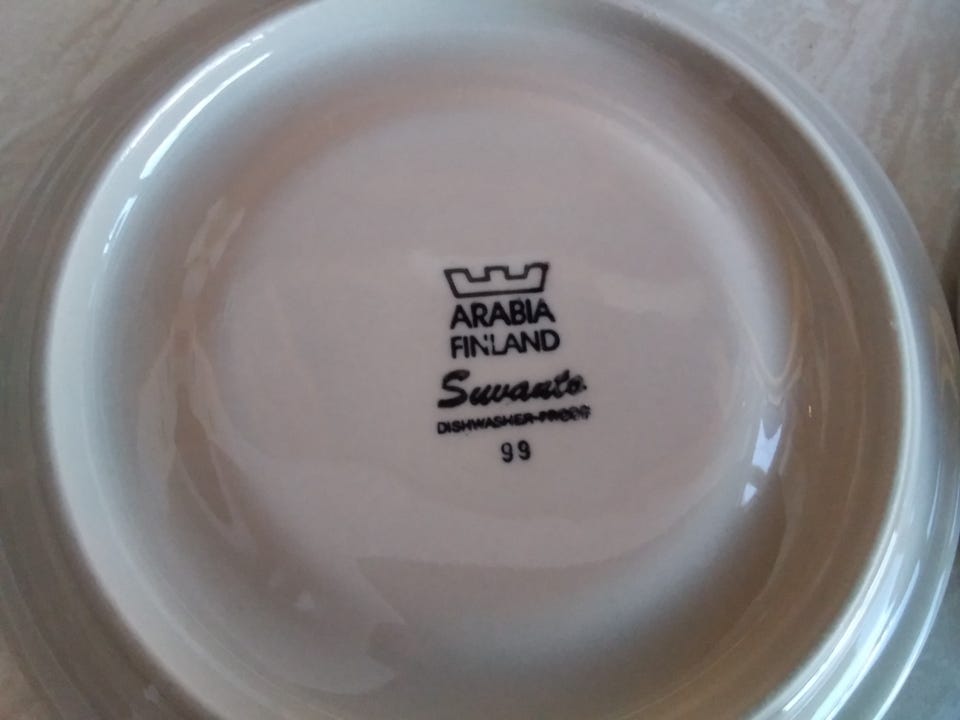 ARABIA
FINLAND
Suvanto
DISHWASHER-PROOF
99